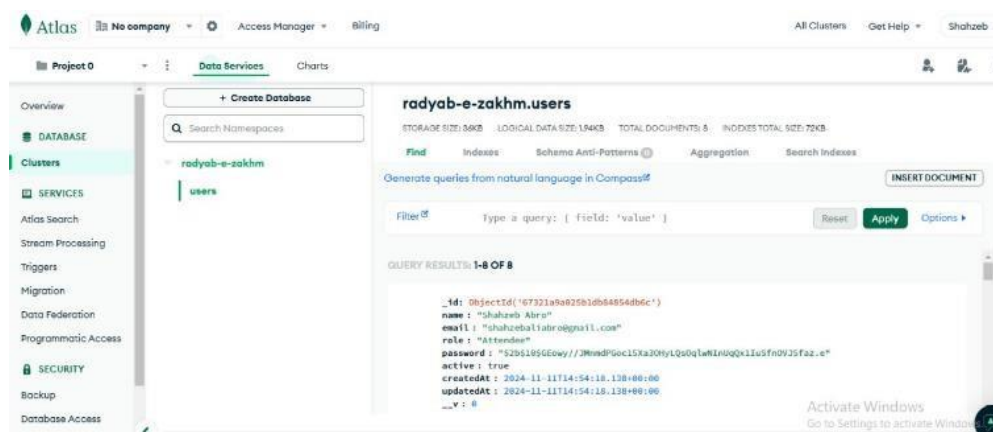 Atlas No company Access Manager Billing All Clusters Get Help Shahzeb
Project 0 Data Services Charts
Overview
DATABASE
Clusters
SERVICES
Atlas Search
Stream Processing
Triggers
Migration
Data Federation
Programmatic Access
SECURITY
Backup
Database Access
+ Create Database
Search Namespaces
radyab-e-zakhm
users
radyab-e-zakhm.users
STORAGE SIZE: 36KB LOGICAL DATA SIZE: 1.94KB TOTAL DOCUMENTS: 8 INDEXES TOTAL SIZE: 72KB
Find Indexes Schema Anti-Patterns Aggregation Search Indexes
Generate queries from natural language in Compass
INSERT DOCUMENT
Filter Type a query: { field: 'value' } Reset Apply Options
QUERY RESULTS: 1-8 OF 8
_id:
name: "Shahzeb Abro"
email: "shahzebaliabro@gmail.com"
role: "Attendee"
password:
active: true
createdAt: 2024-11-11T14:54:18.138+00:00
updatedAt: 2024-11-11T14:54:18.138+00:00
__v: 0
Activate Windows
Go to Settings to activate Windows